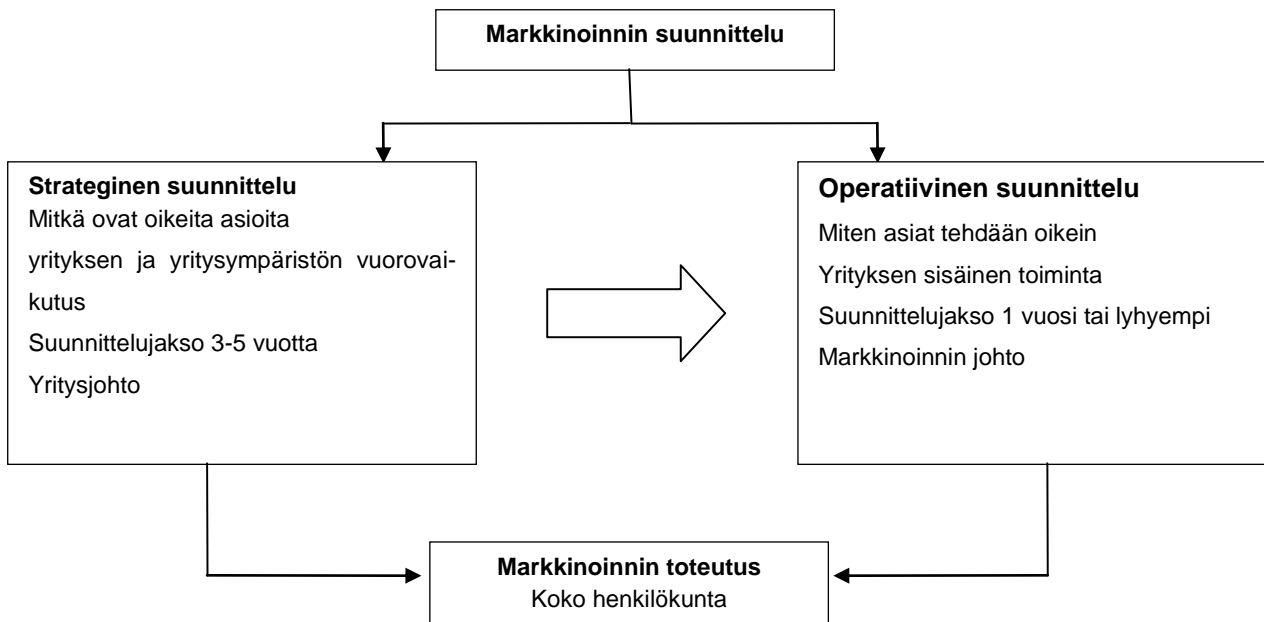 Markkinoinnin suunnittelu
Strateginen suunnittelu
Mitkä ovat oikeita asioita
yrityksen ja yritysympäristön vuorovai-
kutus
Suunnittelujakso 3-5 vuotta
Yritysjohto
Operatiivinen suunnittelu
Miten asiat tehdään oikein
Yrityksen sisäinen toiminta
Suunnittelujakso 1 vuosi tai lyhyempi
Markkinoinnin johto
Markkinoinnin toteutus
Koko henkilökunta